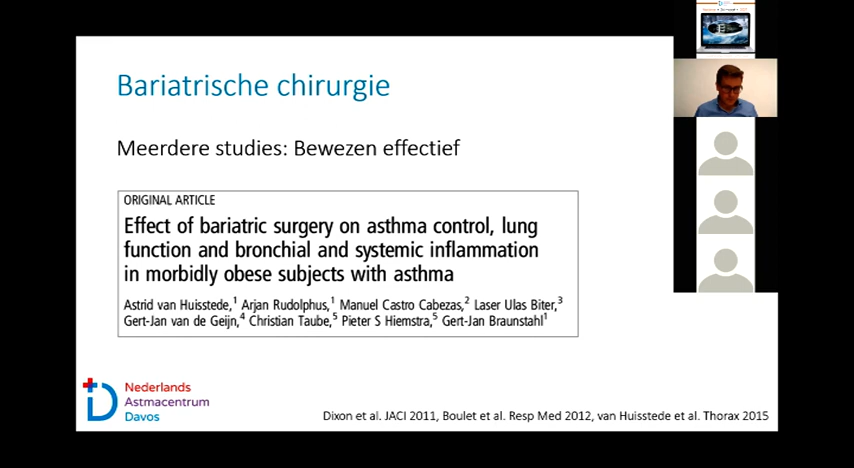 Bariatrische chirurgie
Meerdere studies: Bewezen effectief
ORIGINAL ARTICLE
Effect of bariatric surgery on asthma control, lung
function and bronchial and systemic inflammation
in morbidly obese subjects with asthma
Astrid van Huisstede,¹ Arjan Rudolphus,¹ Manuel Castro Cabezas,² Laser Ulas Biter,³
Gert-Jan van de Geijn,⁴ Christian Taube,⁵ Pieter S Hiemstra,⁵ Gert-Jan Braunstahl¹
Nederlands
Astmacentrum
Davos
Dixon et al. JACI 2011, Boulet et al. Resp Med 2012, van Huisstede et al. Thorax 2015